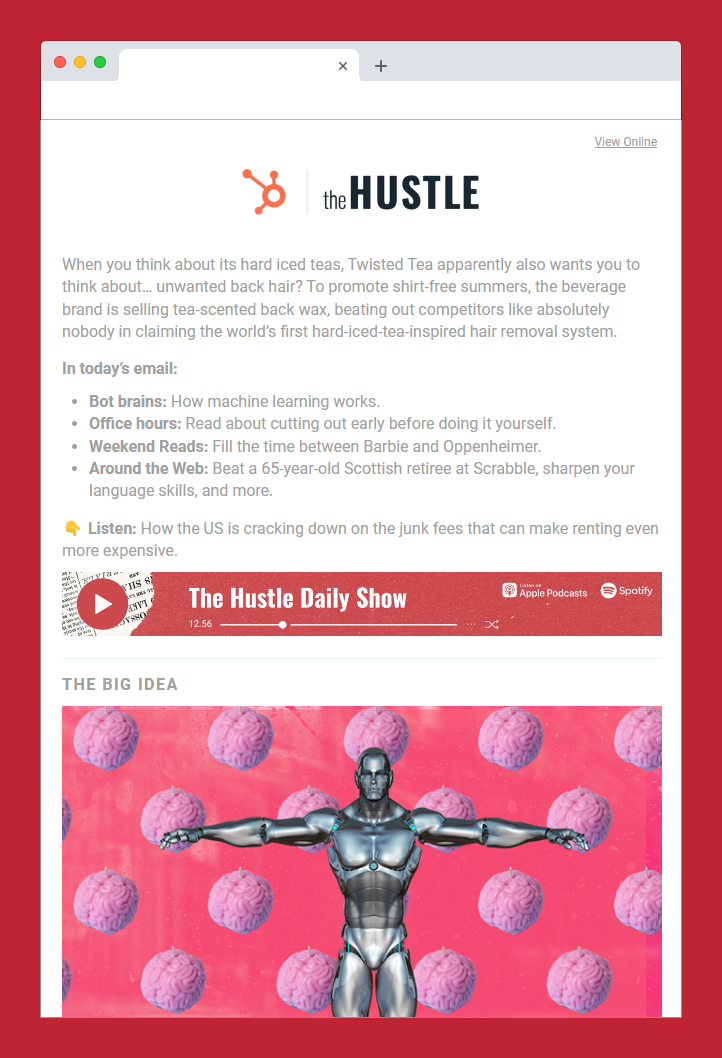 View Online
the HUSTLE
When you think about its hard iced teas, Twisted Tea apparently also wants you to
think about… unwanted back hair? To promote shirt-free summers, the beverage
brand is selling tea-scented back wax, beating out competitors like absolutely
nobody in claiming the world’s first hard-iced-tea-inspired hair removal system.
In today’s email:
• Bot brains: How machine learning works.
• Office hours: Read about cutting out early before doing it yourself.
• Weekend Reads: Fill the time between Barbie and Oppenheimer.
• Around the Web: Beat a 65-year-old Scottish retiree at Scrabble, sharpen your
language skills, and more.
👇 Listen: How the US is cracking down on the junk fees that can make renting even
more expensive.
The Hustle Daily Show
12.56
Listen on
Apple Podcasts
Spotify
THE BIG IDEA